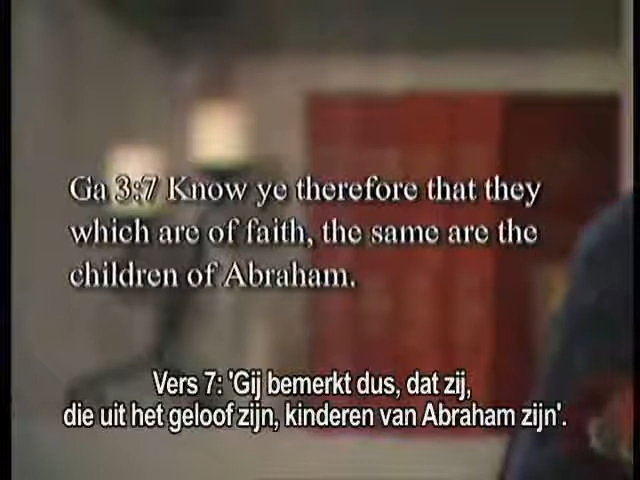 Ga 3:7 Know ye therefore that they
which are of faith, the same are the
children of Abraham.
Vers 7: 'Gij bemerkt dus, dat zij,
die uit het geloof zijn, kinderen van Abraham zijn'.